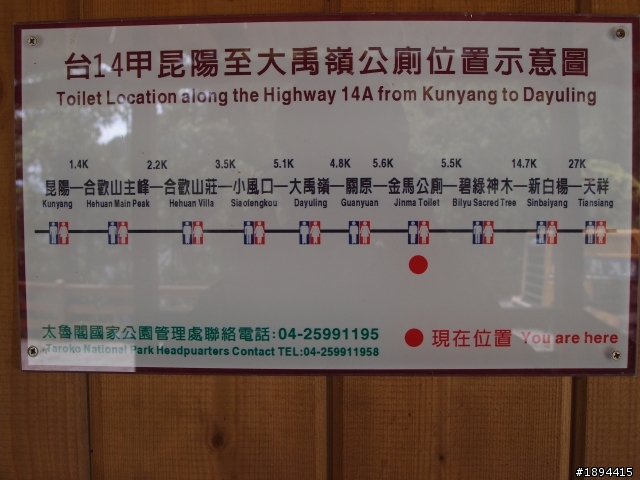 台14甲昆陽至大禹嶺公廁位置示意圖
Toilet Location along the Highway 14A from Kunyang to Dayuling
1.4K 2.2K 3.5K 5.1K 4.8K 5.6K 5.5K 14.7K 27K
昆陽—合歡山主峰—合歡山莊—小風口—大禹嶺—關原—金馬公廁—碧綠神木—新白楊—天祥
Kunyang Hehuan Main Peak Hehuan Villa Siaofengkou Dayuling Guanyuan Jinma Toilet Bilyu Sacred Tree Sinbaiyang Tiansiang
太魯閣國家公園管理處聯絡電話:04-25991195
Taroko National Park Headpuarters Contact TEL:04-259911958
現在位置 You are here
#1894415